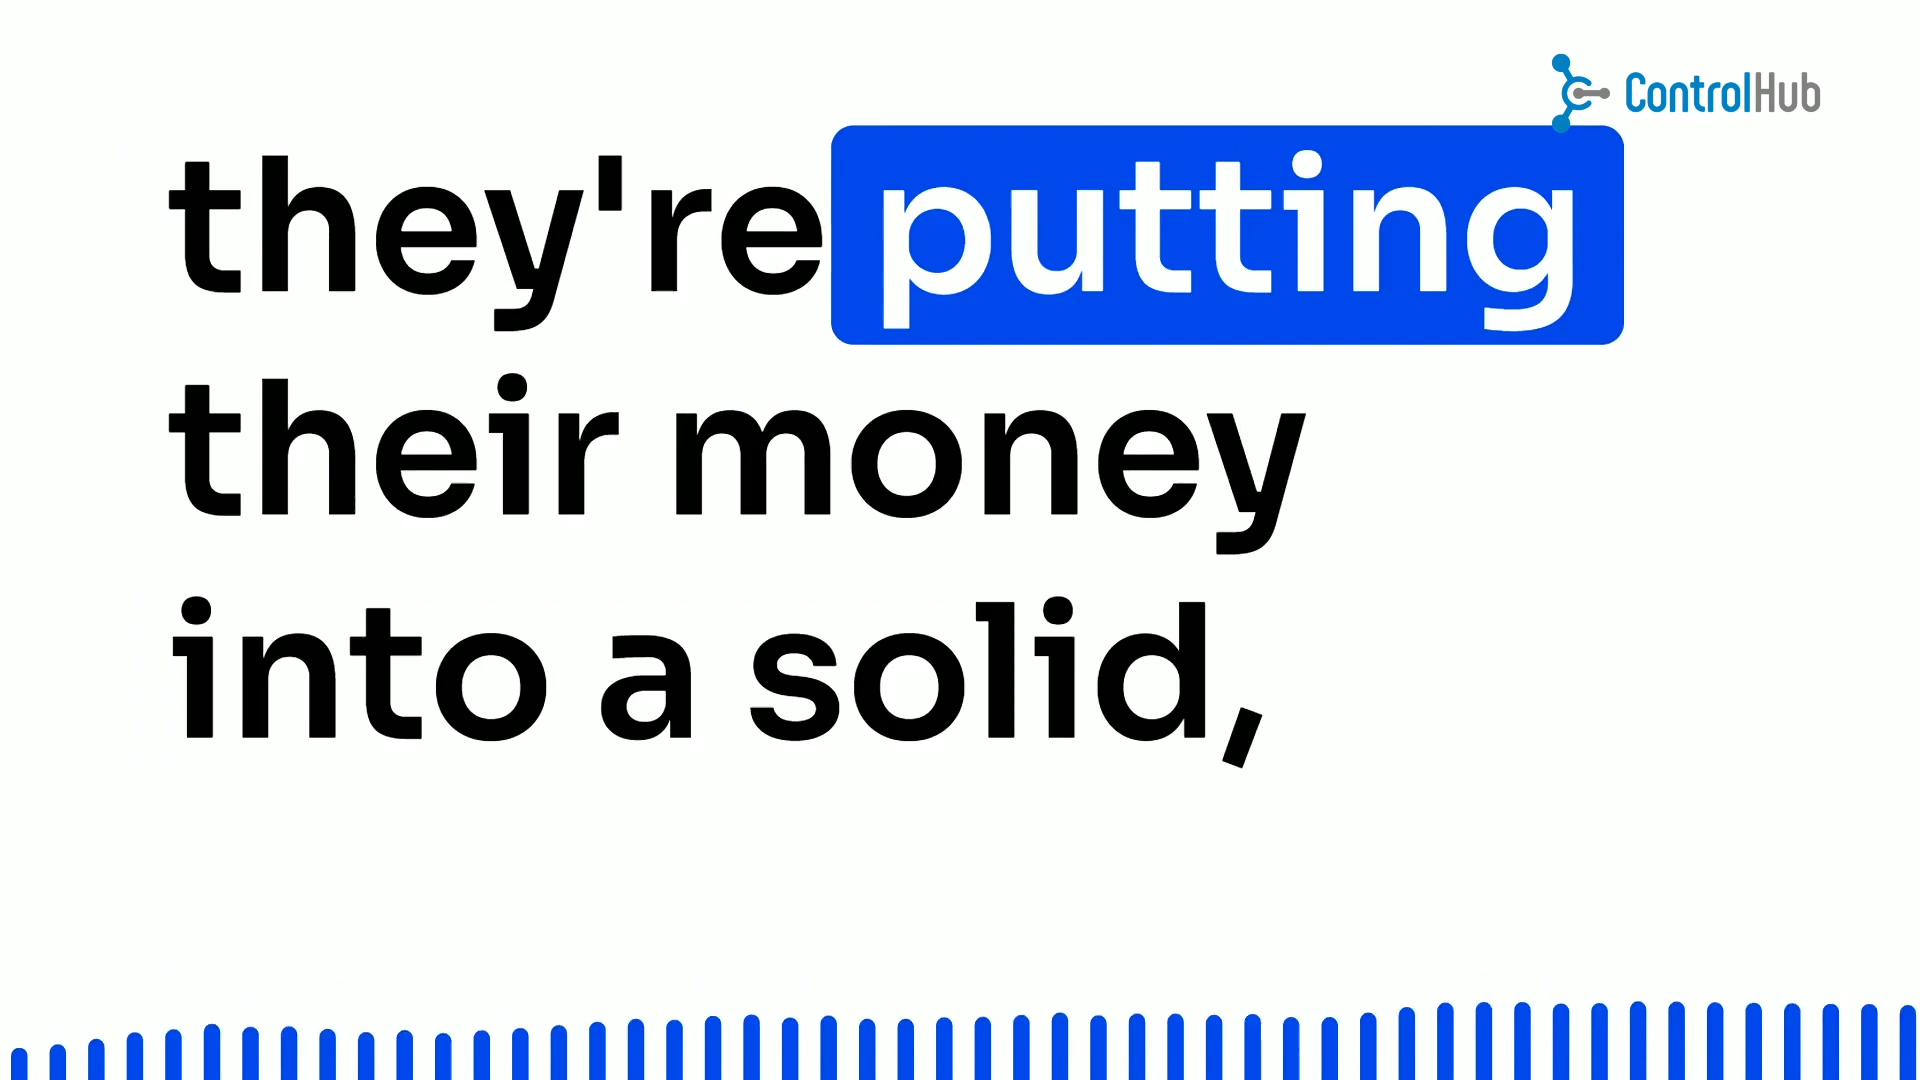 ControlHub
they're putting
their money
into a solid,